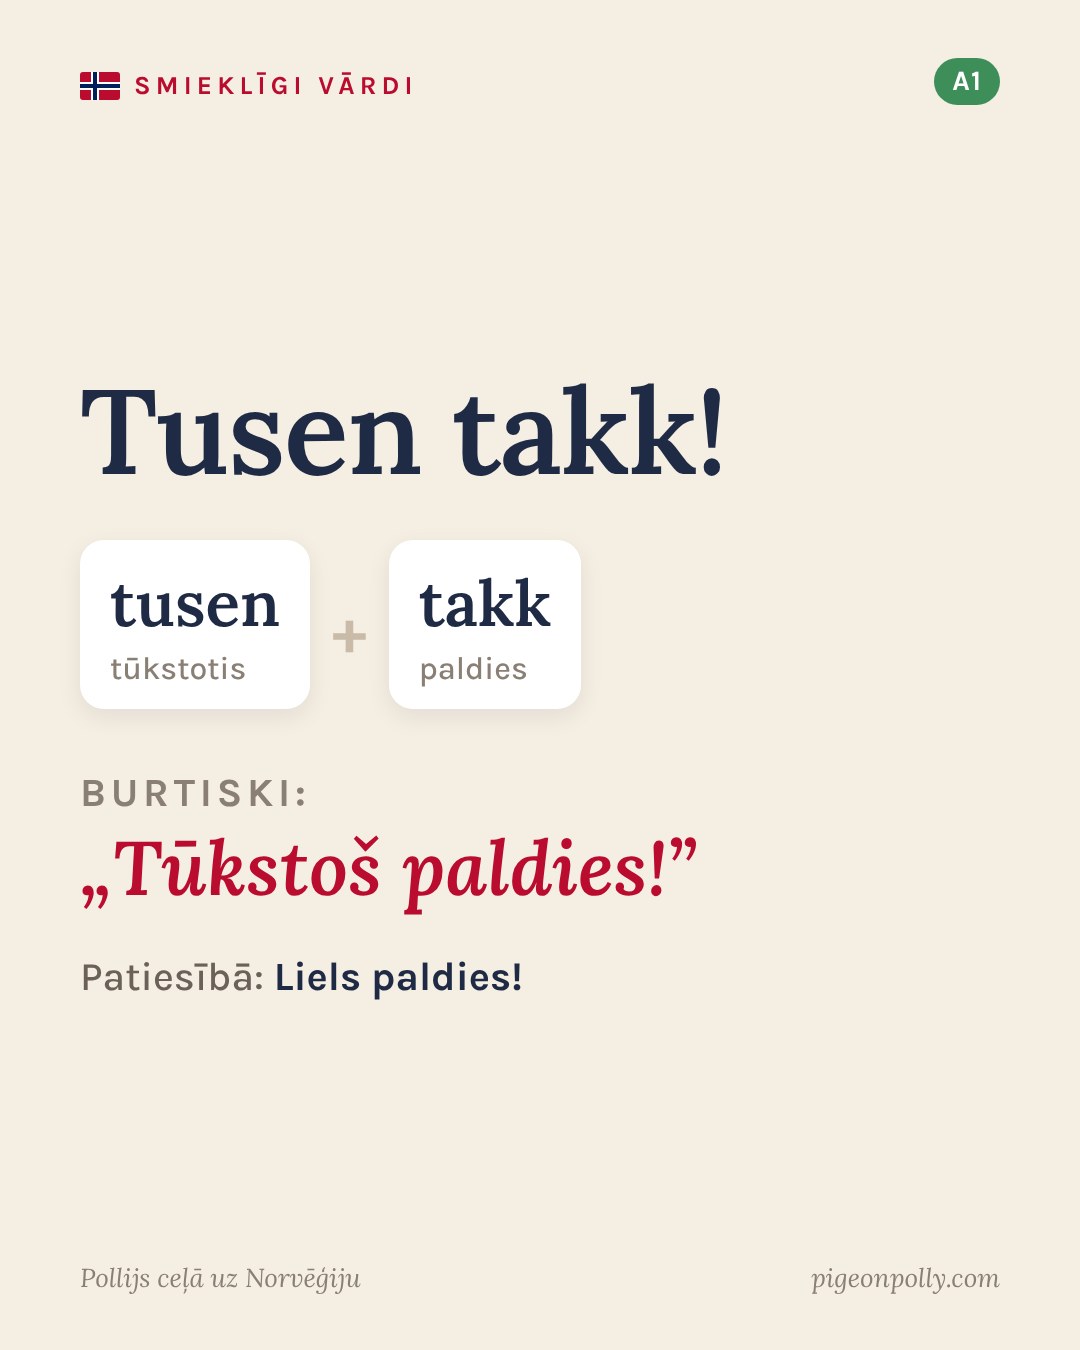 SMIEKLĪGI VĀRDI
A1
Tusen takk!
tusen + takk
tūkstotis paldies
BURTISKI:
„Tūkstoš paldies!”
Patiesībā: Liels paldies!
Pollijs ceļā uz Norvēģiju
pigeonpolly.com